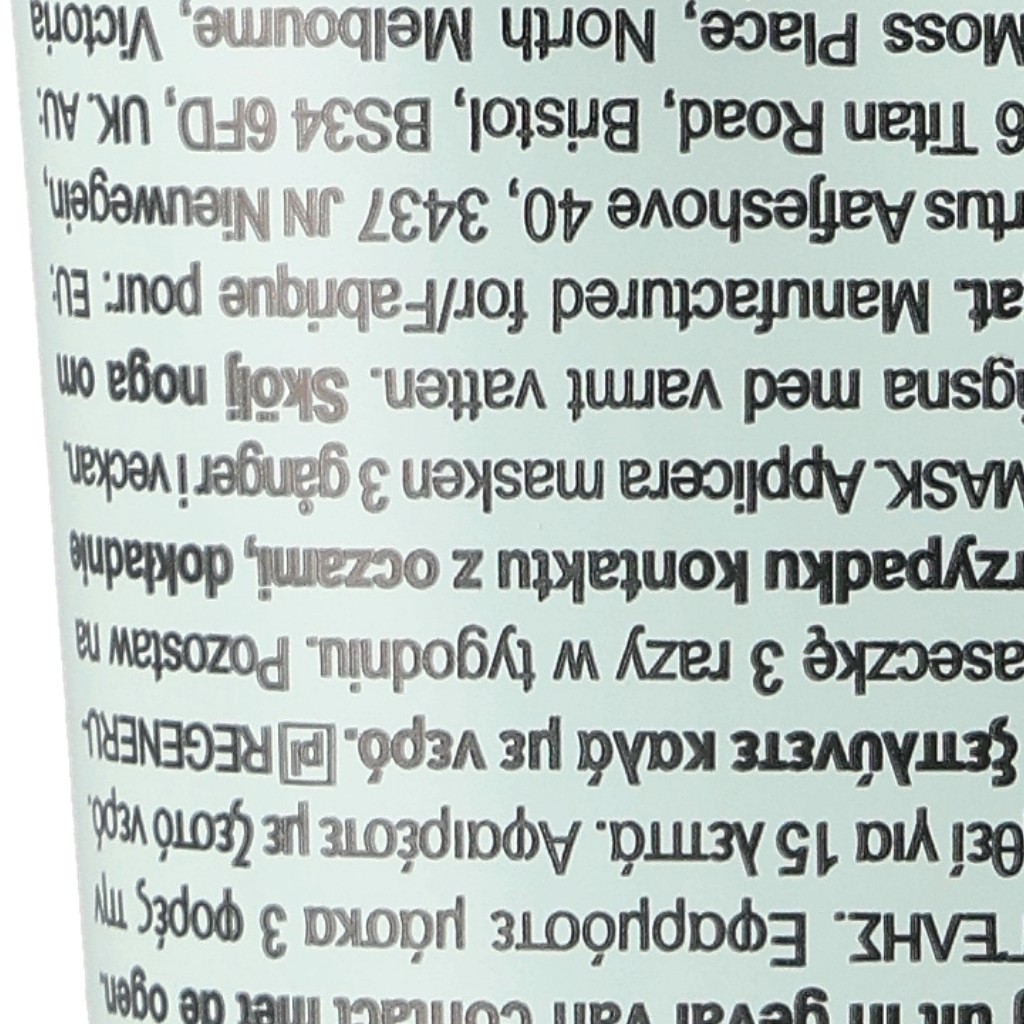 uit in geval van contact met de ogen.
ΤΈΛΗΣ. Εφαρμόστε μάσκα 3 φορές την
θεί για 15 λεπτά. Αφαιρέστε με ζεστό νερό.
ξεπλύνετε καλά με νερό. pl REGENERU-
aseczkę 3 razy w tygodniu. Pozostaw na
rzypadku kontaktu z oczami, dokładnie
MASK. Applicera masken 3 gånger i veckan.
ägsna med varmt vatten. Skölj noga om
at. Manufactured for/Fabrique pour: EU:
rtus Aafjeshove 40, 3437 JN Nieuwegein,
6 Titan Road, Bristol, BS34 6FD, UK. AU:
Moss Place, North Melbourne, Victoria